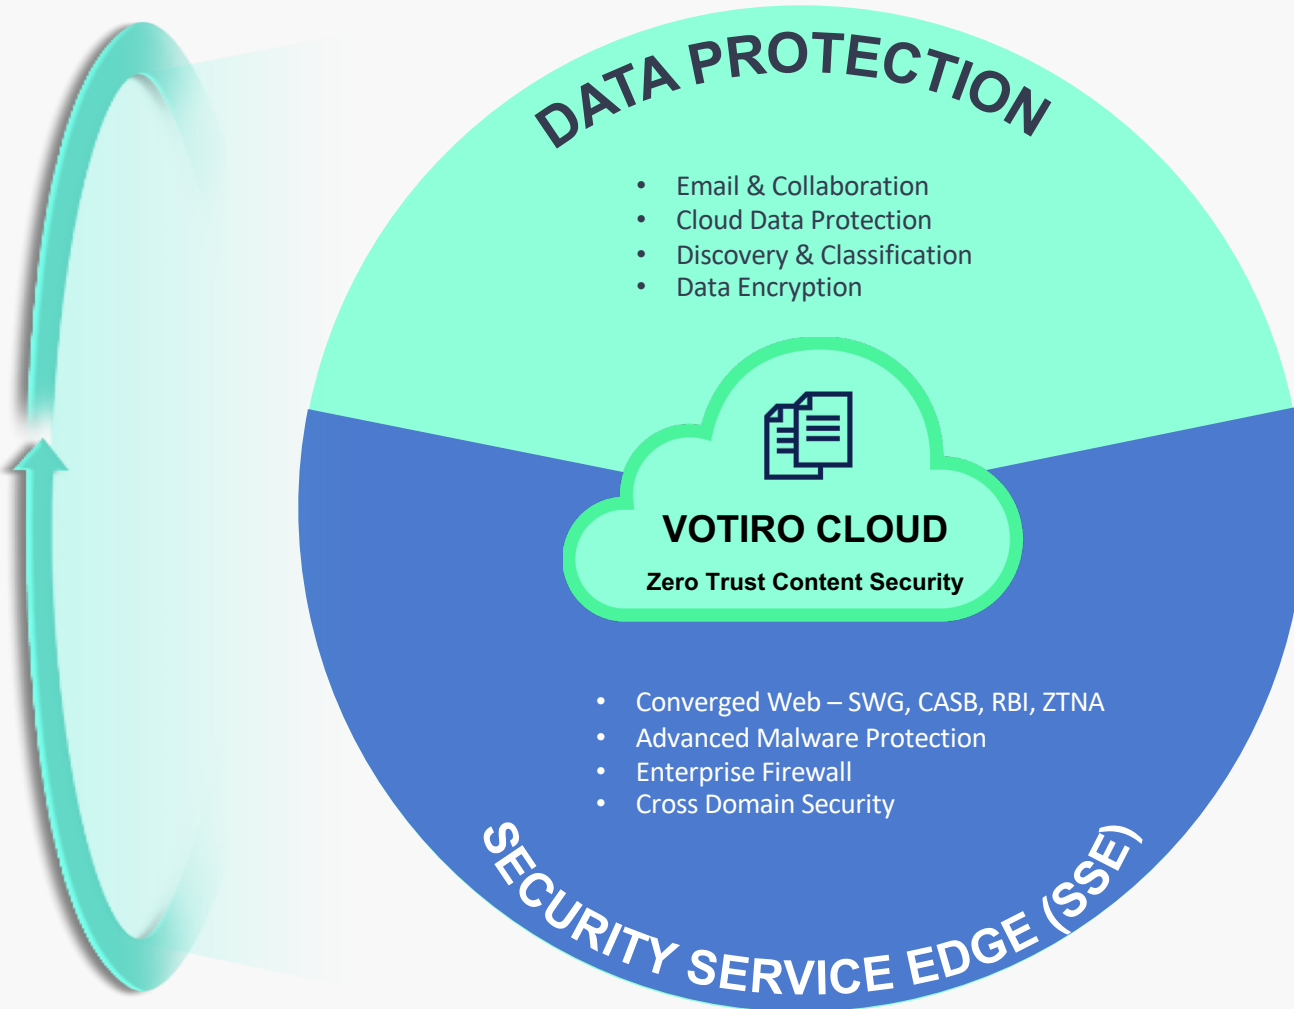 DATA PROTECTION
• Email & Collaboration
• Cloud Data Protection
• Discovery & Classification
• Data Encryption
VOTIRO CLOUD
Zero Trust Content Security
• Converged Web – SWG, CASB, RBI, ZTNA
• Advanced Malware Protection
• Enterprise Firewall
• Cross Domain Security
SECURITY SERVICE EDGE (SSE)